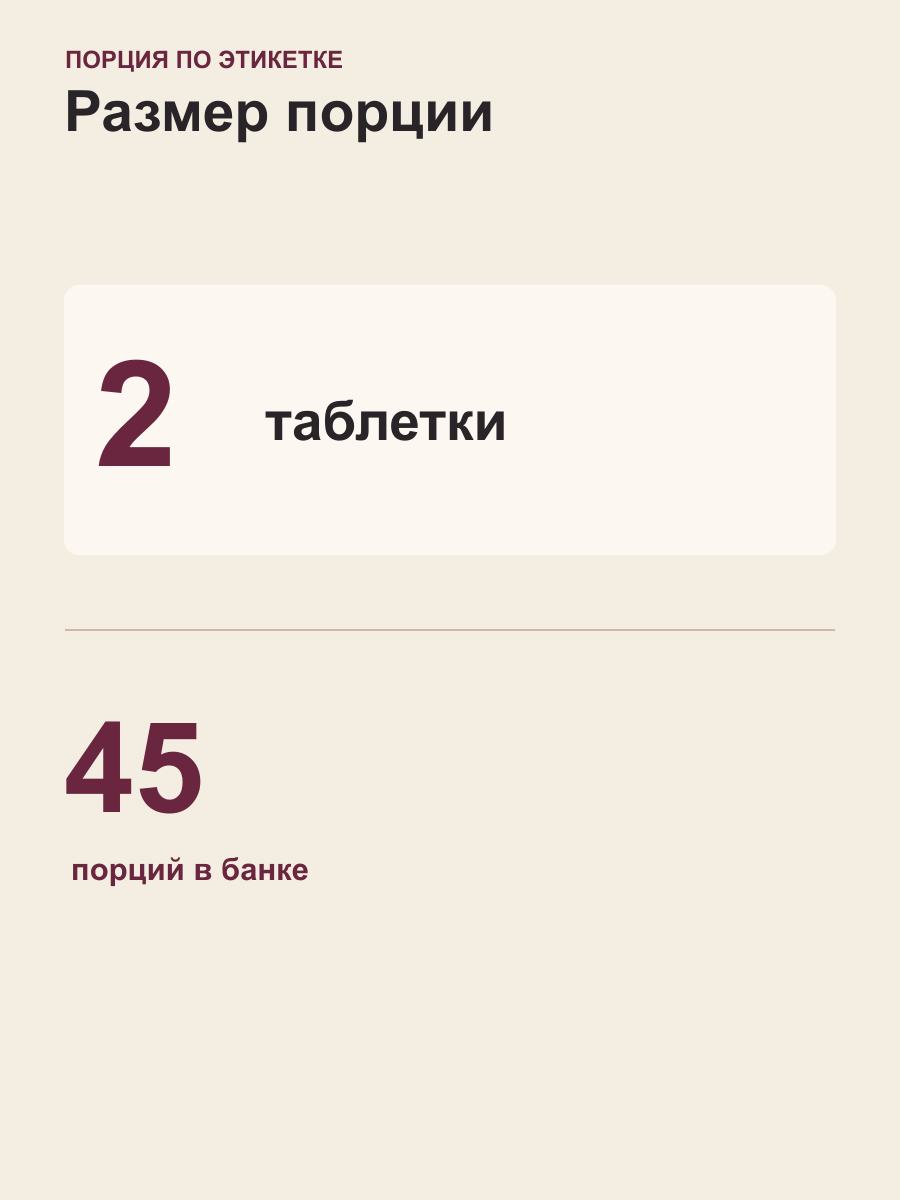 ПОРЦИЯ ПО ЭТИКЕТКЕ
Размер порции
2 таблетки
45
порций в банке